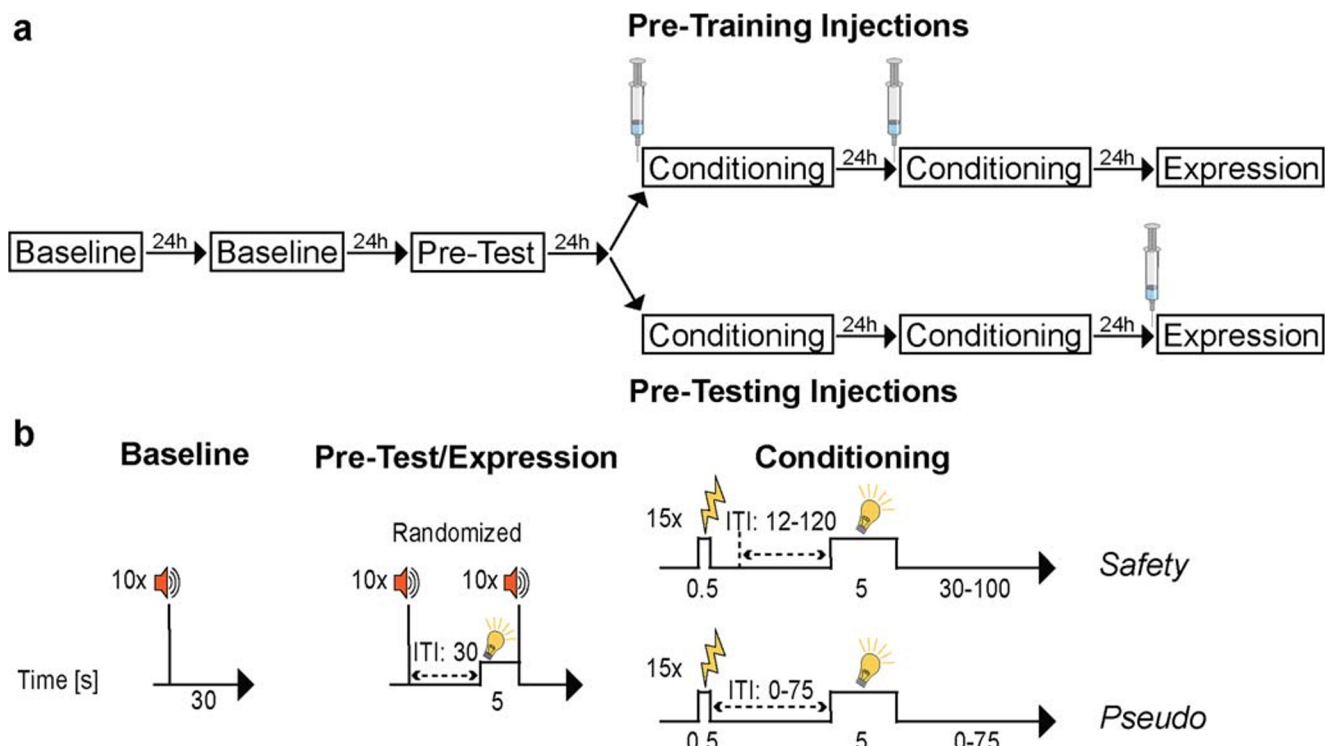 a
Pre-Training Injections
Conditioning 24h Conditioning 24h Expression
Baseline 24h Baseline 24h Pre-Test 24h
Conditioning 24h Conditioning 24h Expression
Pre-Testing Injections
b
Baseline Pre-Test/Expression Conditioning
Randomized
15x ITI: 12-120
10x 10x 10x
0.5 5 30-100
Safety
ITI: 30
15x ITI: 0-75
Time [s]
30 5
Pseudo
0.5 5 0-75